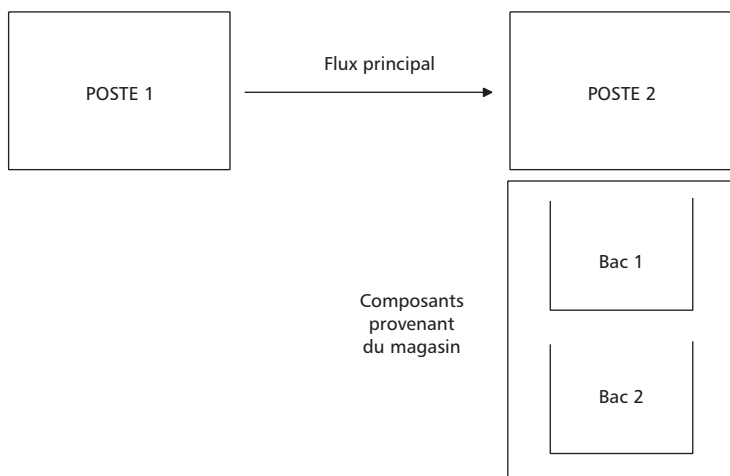 Flux principal
POSTE 1
POSTE 2
Bac 1
Composants
provenant
du magasin
Bac 2